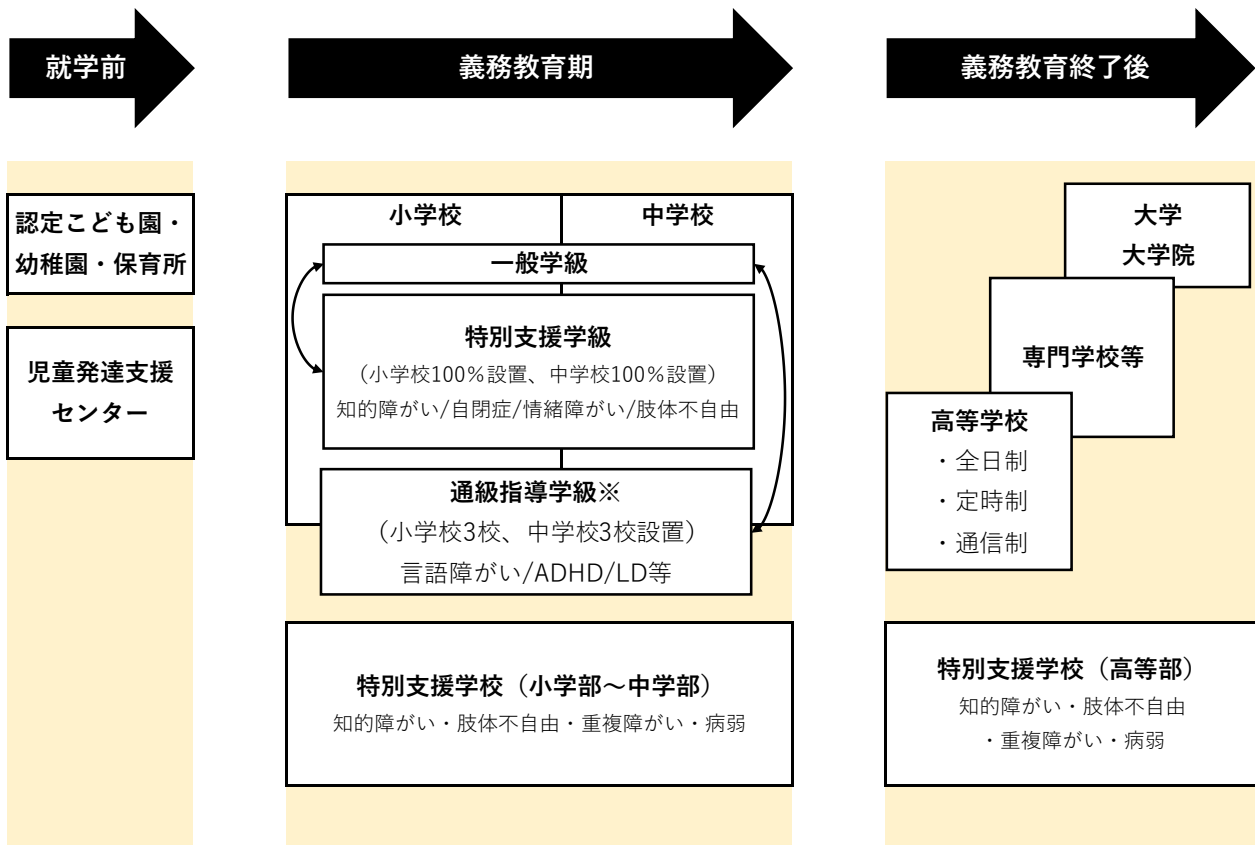 就学前
義務教育期
義務教育終了後
認定こども園・
幼稚園・保育所
児童発達支援
センター
小学校
中学校
一般学級
特別支援学級
（小学校100％設置、中学校100％設置）
知的障がい/自閉症/情緒障がい/肢体不自由
通級指導学級※
（小学校3校、中学校3校設置）
言語障がい/ADHD/LD等
特別支援学校（小学部～中学部）
知的障がい・肢体不自由・重複障がい・病弱
大学
大学院
専門学校等
高等学校
・全日制
・定時制
・通信制
特別支援学校（高等部）
知的障がい・肢体不自由
・重複障がい・病弱